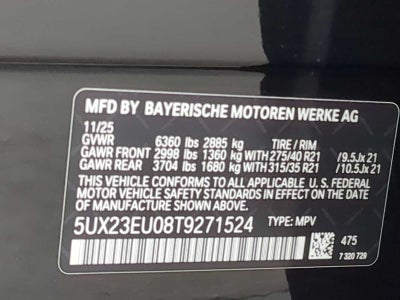 MFD BY BAYERISCHE MOTOREN WERKE AG
11/25
GVWR 6360 lbs 2885 kg TIRE / RIM
GAWR FRONT 2998 lbs 1360 kg WITH 275/40 R21 /9.5Jx 21
GAWR REAR 3704 lbs 1680 kg WITH 315/35 R21 /10.5Jx 21
THIS VEHICLE CONFORMS TO ALL APPLICABLE U.S. FEDERAL
MOTOR VEHICLE SAFETY STANDARDS IN EFFECT ON THE DATE
OF MANUFACTURE SHOWN ABOVE.
5UX23EU08T9271524 TYPE: MPV
475
7 320 729